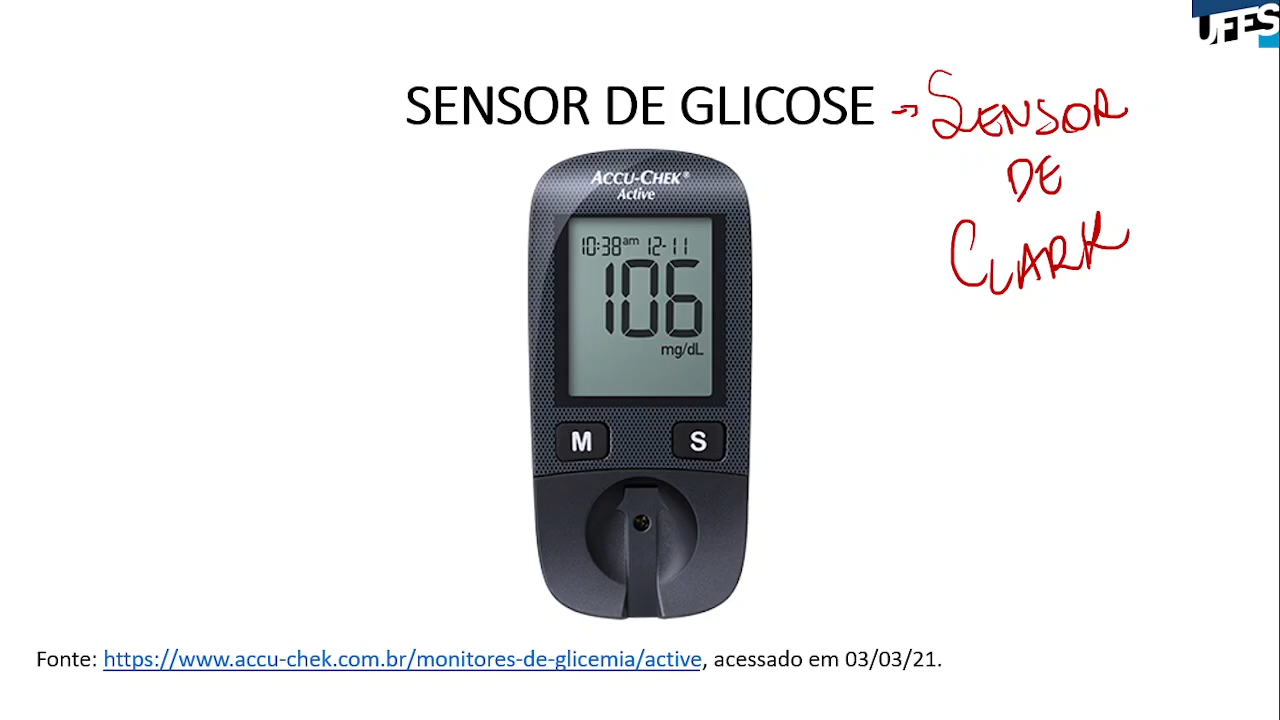 UFES
SENSOR DE GLICOSE → SENSOR
DE
CLARK
ACCU-CHEK®
Active
10:38am 12-11
106
mg/dL
M S
Fonte: https://www.accu-chek.com.br/monitores-de-glicemia/active, acessado em 03/03/21.